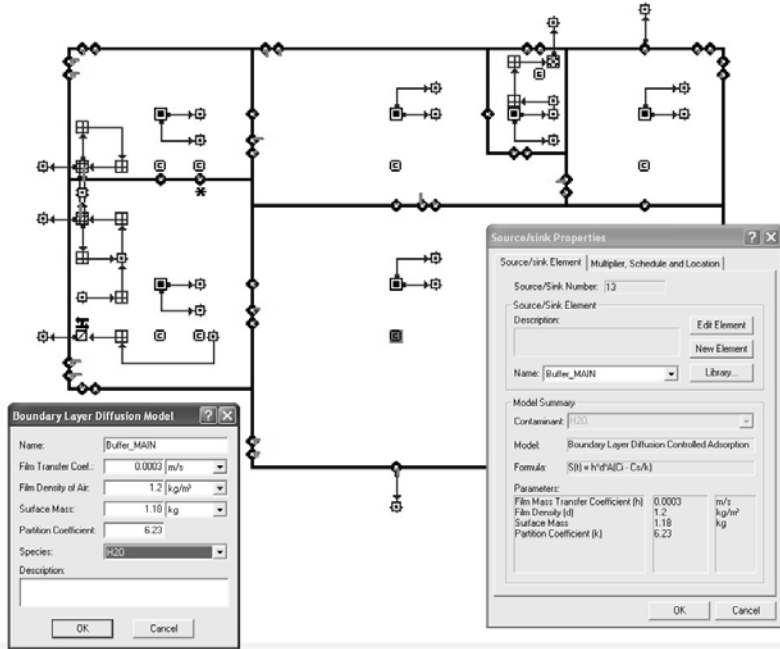 Source/sink Properties
Source/sink Element
Multiplier, Schedule and Location
Source/Sink Number: 13
Source/Sink Element
Description:
Edit Element
New Element
Name: Buffer_MAIN
Library...
Model Summary
Contaminant: H2O
Model: Boundary Layer Diffusion Controlled Adsorption
Formula: S(t) = h*d*A(Ci - Cs/k)
Parameters:
Film Mass Transfer Coefficient (h) 0.0003 m/s
Film Density (d) 1.2 kg/m³
Surface Mass 1.18 kg
Partition Coefficient (k) 6.23
OK
Cancel
Boundary Layer Diffusion Model
Name: Buffer_MAIN
Film Transfer Coef.: 0.0003 m/s
Film Density of Air: 1.2 kg/m³
Surface Mass: 1.18 kg
Partition Coefficient: 6.23
Species: H2O
Description:
OK
Cancel